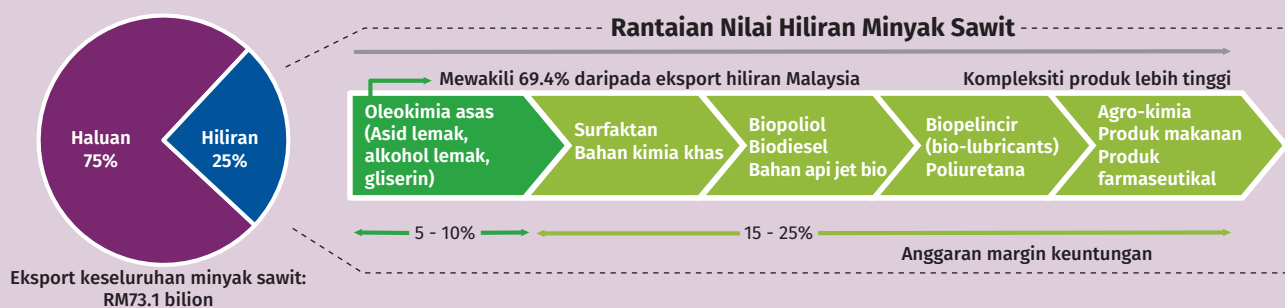 Rantaian Nilai Hiliran Minyak Sawit
Haluan
75%
Hiliran
25%
Eksport keseluruhan minyak sawit:
RM73.1 bilion
Mewakili 69.4% daripada eksport hiliran Malaysia
Kompleksiti produk lebih tinggi
Oleokimia asas
(Asid lemak,
alkohol lemak,
gliserin)
Surfaktan
Bahan kimia khas
Biopoliol
Biodiesel
Bahan api jet bio
Biopelincir
(bio-lubricants)
Poliuretana
Agro-kimia
Produk makanan
Produk
farmaseutikal
5 - 10%
15 - 25%
Anggaran margin keuntungan